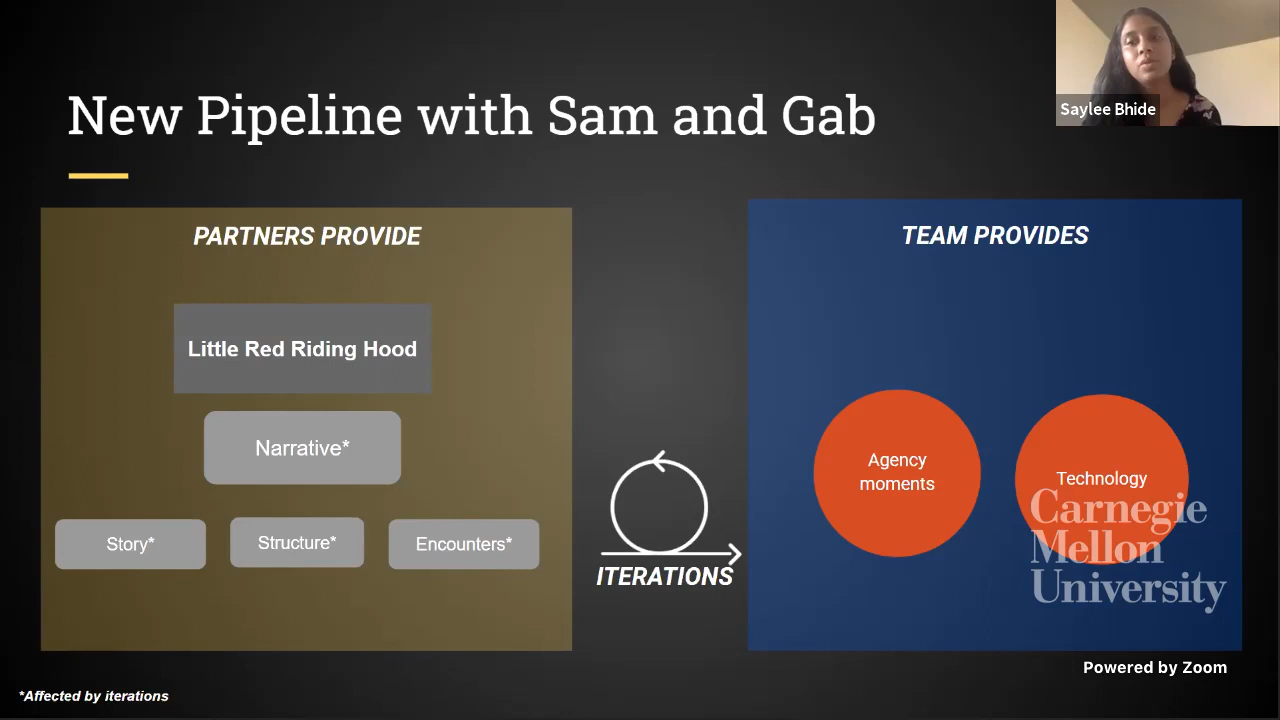 New Pipeline with Sam and Gab
Saylee Bhide
PARTNERS PROVIDE
Little Red Riding Hood
Narrative*
Story*
Structure*
Encounters*
ITERATIONS
TEAM PROVIDES
Agency
moments
Technology
Carnegie
Mellon
University
Powered by Zoom
*Affected by iterations